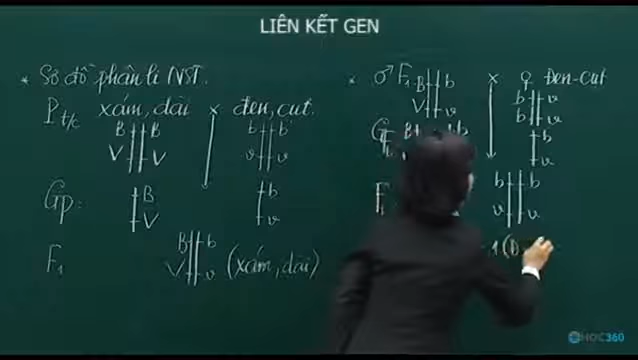 LIÊN KẾT GEN
* Sơ đồ phân li NST.
P t/c xám, dài x đen, cụt.
B B b b
V V v v
Gp: B b
V v
F1 B b
V v (xám, dài)
* ♂ F1 x ♀ Đen - Cụt
B b b v
V v b v
G B b b
v
F b b
v v
1 (Đ
HOC360